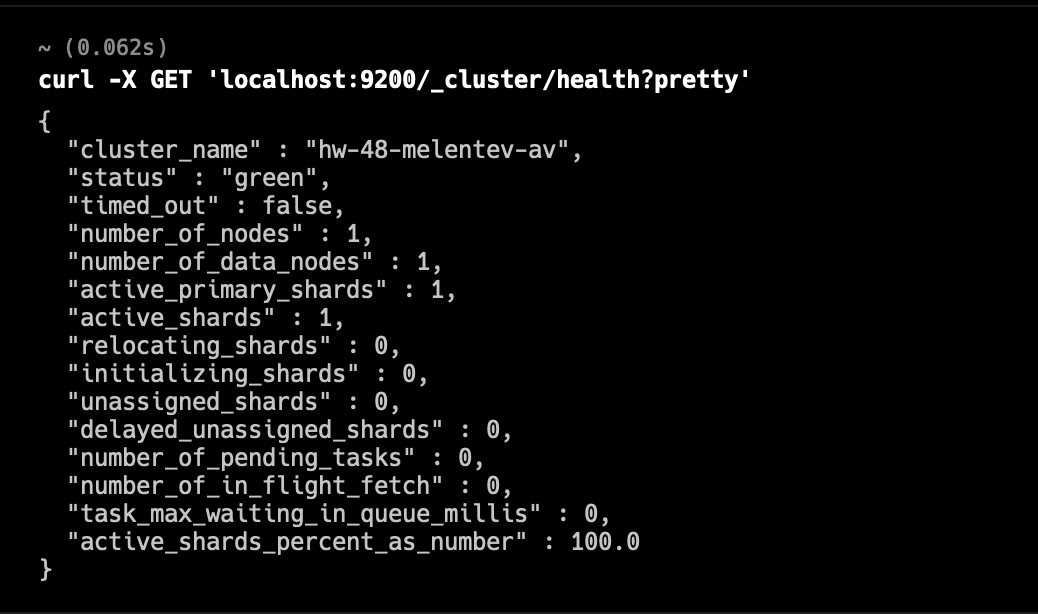 ~ (0.062s)
curl -X GET 'localhost:9200/_cluster/health?pretty'
{
  "cluster_name" : "hw-48-melentev-av",
  "status" : "green",
  "timed_out" : false,
  "number_of_nodes" : 1,
  "number_of_data_nodes" : 1,
  "active_primary_shards" : 1,
  "active_shards" : 1,
  "relocating_shards" : 0,
  "initializing_shards" : 0,
  "unassigned_shards" : 0,
  "delayed_unassigned_shards" : 0,
  "number_of_pending_tasks" : 0,
  "number_of_in_flight_fetch" : 0,
  "task_max_waiting_in_queue_millis" : 0,
  "active_shards_percent_as_number" : 100.0
}